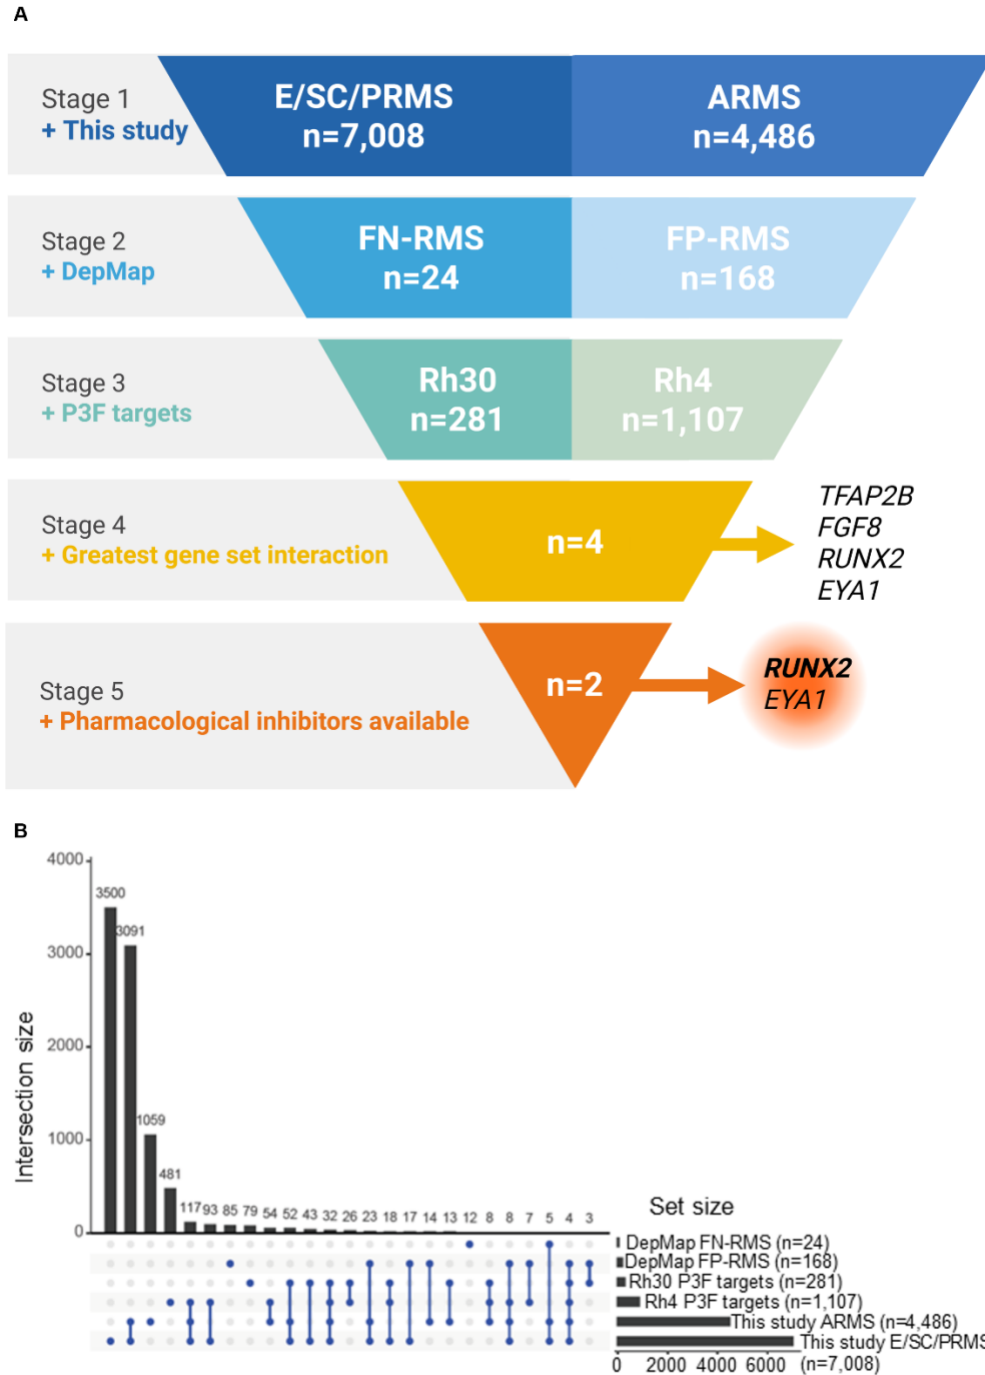 A
Stage 1
+ This study
E/SC/PRMS
n=7,008
ARMS
n=4,486
Stage 2
+ DepMap
FN-RMS
n=24
FP-RMS
n=168
Stage 3
+ P3F targets
Rh30
n=281
Rh4
n=1,107
Stage 4
+ Greatest gene set interaction
n=4
TFAP2B
FGF8
RUNX2
EYA1
Stage 5
+ Pharmacological inhibitors available
n=2
RUNX2
EYA1
B
Intersection size
4000
3000
2000
1000
0
3500
3091
1059
481
117 93 85 79 54 52 43 32 26 23 18 17 14 13 12 8 8 7 5 4 3
Set size
DepMap FN-RMS (n=24)
DepMap FP-RMS (n=168)
Rh30 P3F targets (n=281)
Rh4 P3F targets (n=1,107)
This study ARMS (n=4,486)
This study E/SC/PRMS
(n=7,008)
0 2000 4000 6000